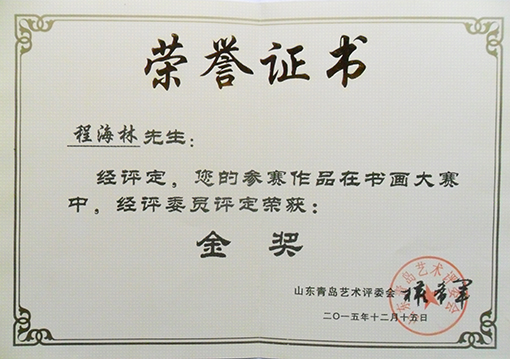 荣誉证书
程海林先生：
经评定，您的参赛作品在书画大赛
中，经评委员评定荣获：
金奖
山东青岛艺术评委会
二〇一五年十二月十五日